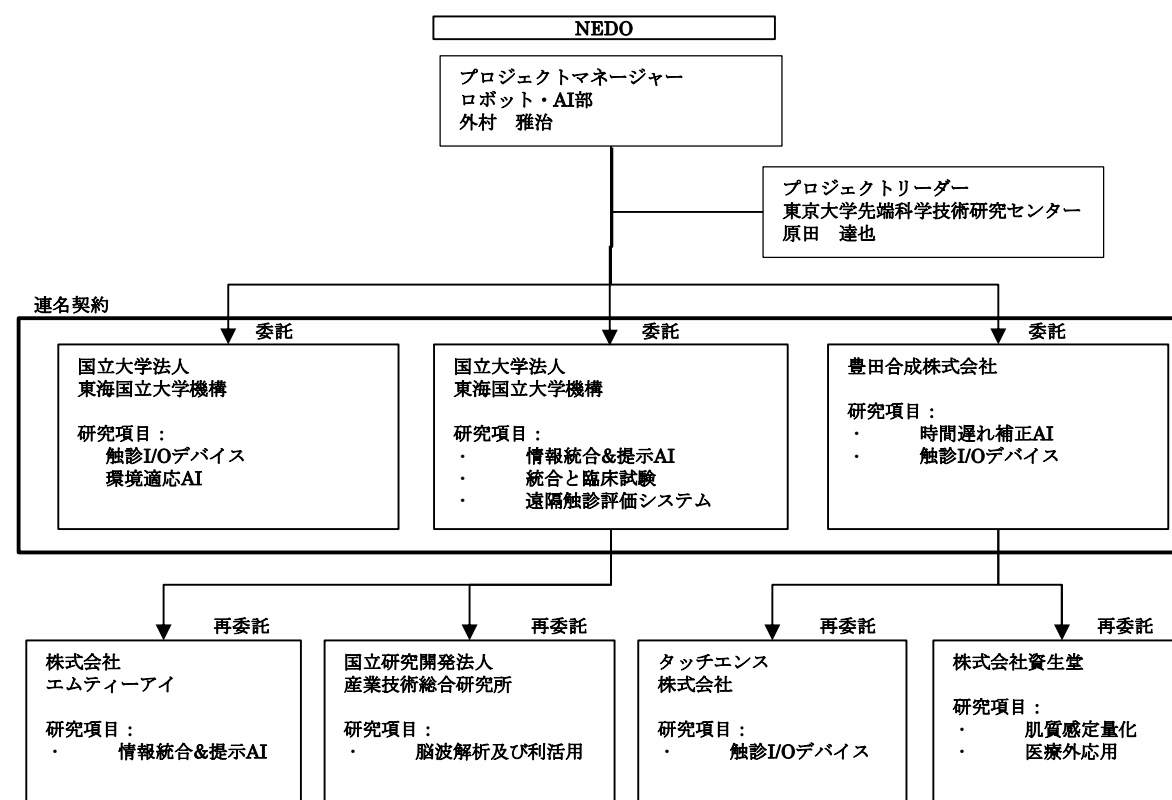 NEDO
プロジェクトマネージャー
ロボット・AI部
外村 雅治
プロジェクトリーダー
東京大学先端科学技術研究センター
原田 達也
連名契約
委託
国立大学法人
東海国立大学機構
研究項目：
触診I/Oデバイス
環境適応AI
委託
国立大学法人
東海国立大学機構
研究項目：
・ 情報統合&提示AI
・ 統合と臨床試験
・ 遠隔触診評価システム
委託
豊田合成株式会社
研究項目：
・ 時間遅れ補正AI
・ 触診I/Oデバイス
再委託
株式会社
エムティーアイ
研究項目：
・ 情報統合&提示AI
再委託
国立研究開発法人
産業技術総合研究所
研究項目：
・ 脳波解析及び利活用
再委託
タッチエンス
株式会社
研究項目：
・ 触診I/Oデバイス
再委託
株式会社資生堂
研究項目：
・ 肌質感定量化
・ 医療外応用